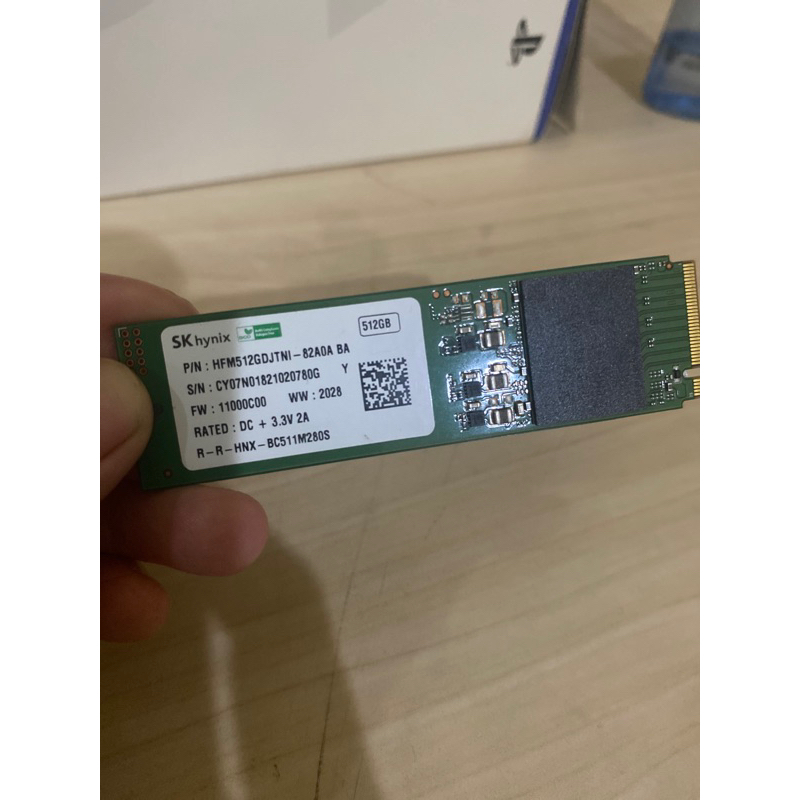 SK hynix
512GB
P/N : HFM512GDJTNI-82A0A BA
S/N : CY07N01821020780G Y
FW : 11000C00 WW : 2028
RATED : DC + 3.3V 2A
R-R-HNX-BC511M280S